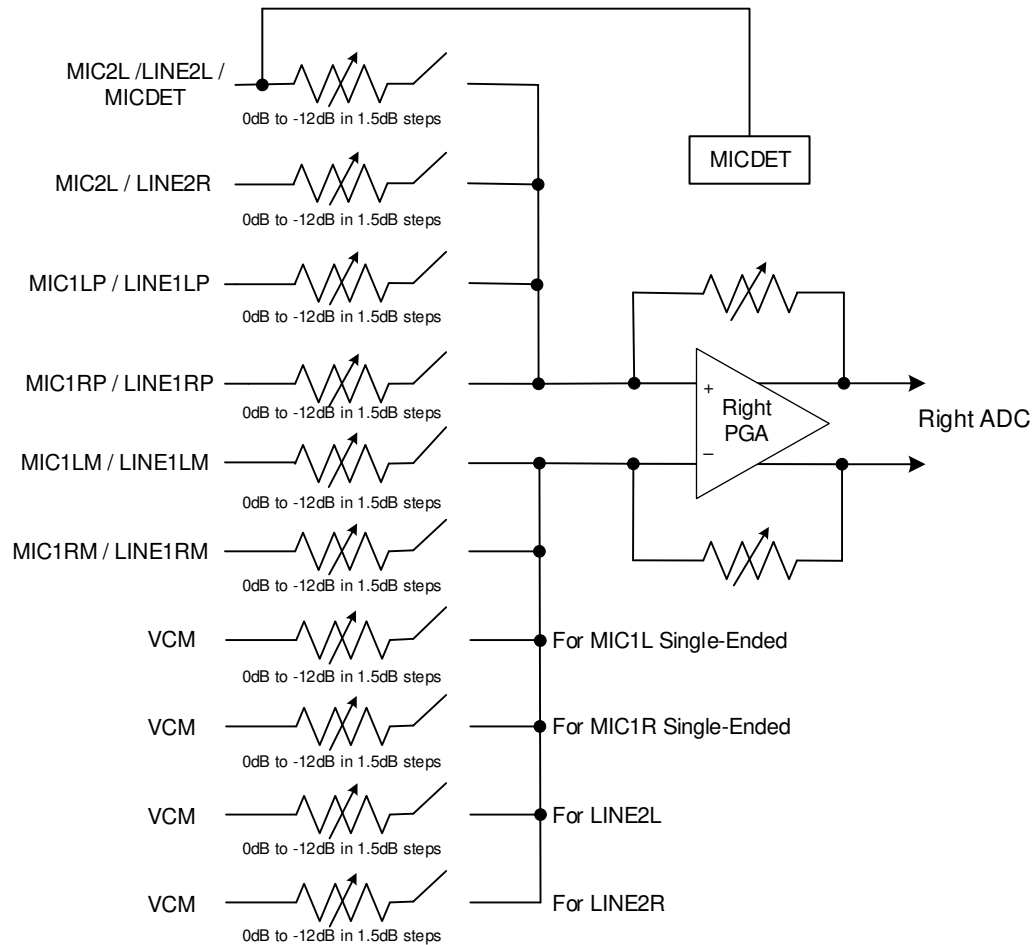 MIC2L /LINE2L /
MICDET
0dB to -12dB in 1.5dB steps
MICDET
MIC2L / LINE2R
0dB to -12dB in 1.5dB steps
MIC1LP / LINE1LP
0dB to -12dB in 1.5dB steps
MIC1RP / LINE1RP
0dB to -12dB in 1.5dB steps
+
Right
PGA
–
Right ADC
MIC1LM / LINE1LM
0dB to -12dB in 1.5dB steps
MIC1RM / LINE1RM
0dB to -12dB in 1.5dB steps
VCM
For MIC1L Single-Ended
0dB to -12dB in 1.5dB steps
VCM
For MIC1R Single-Ended
0dB to -12dB in 1.5dB steps
VCM
For LINE2L
0dB to -12dB in 1.5dB steps
VCM
For LINE2R
0dB to -12dB in 1.5dB steps